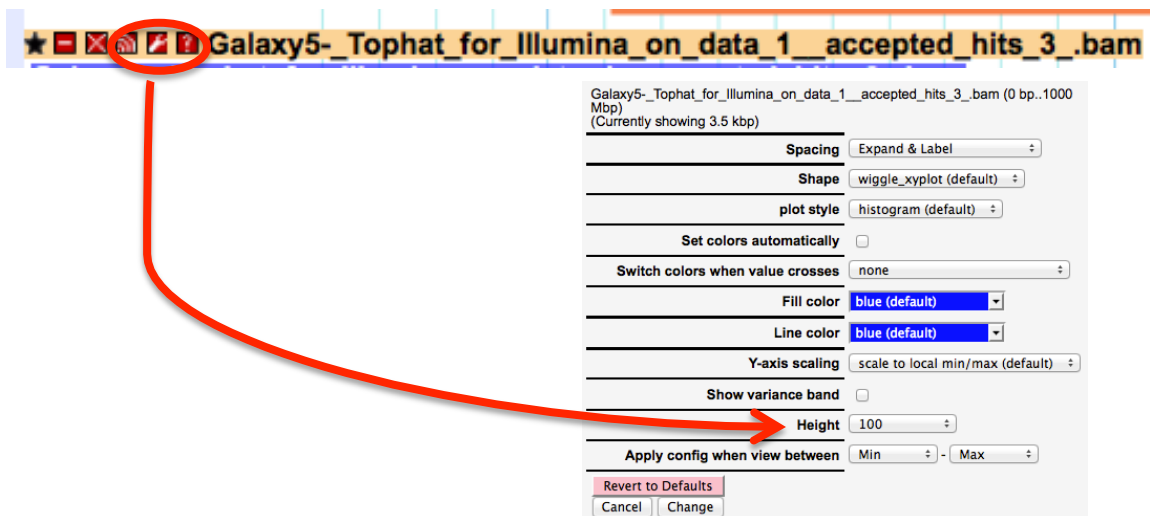 Galaxy5-_Tophat_for_Illumina_on_data_1__accepted_hits_3_.bam
Galaxy5-_Tophat_for_Illumina_on_data_1__accepted_hits_3_.bam (0 bp..1000
Mbp)
(Currently showing 3.5 kbp)
Spacing Expand & Label
Shape wiggle_xyplot (default)
plot style histogram (default)
Set colors automatically
Switch colors when value crosses none
Fill color blue (default)
Line color blue (default)
Y-axis scaling scale to local min/max (default)
Show variance band
Height 100
Apply config when view between Min - Max
Revert to Defaults
Cancel Change